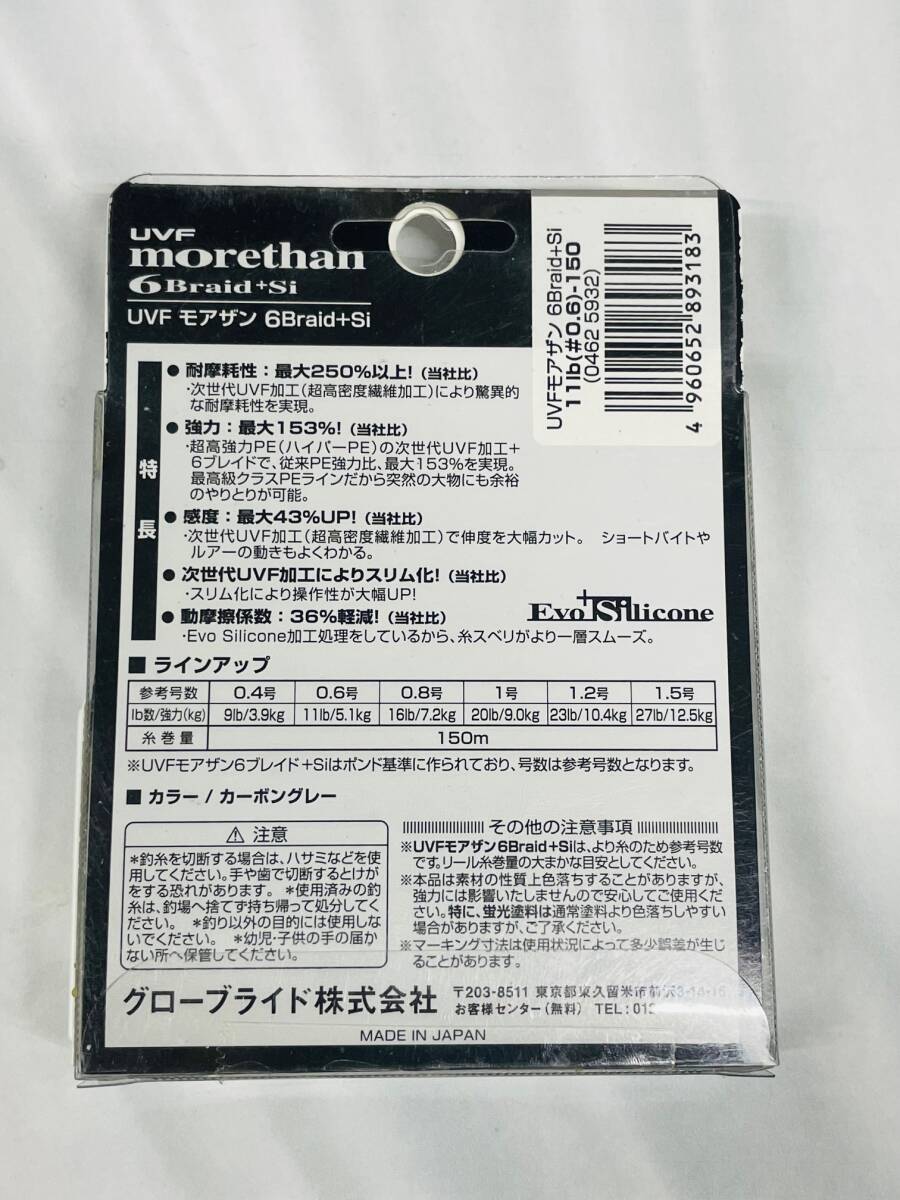 UVF
morethan
6Braid+Si
UVF モアザン 6Braid+Si
UVFモアザン 6Braid+Si
11lb(#0.6)-150
(0462 5932)
4 960652 893183
特長
● 耐摩耗性：最大250%以上！（当社比）
・次世代UVF加工（超高密度繊維加工）により驚異的
な耐摩耗性を実現。
● 強力：最大153%！（当社比）
・超高強力PE（ハイパーPE）の次世代UVF加工＋
6ブレイドで、従来PE強力比、最大153%を実現。
最高級クラスPEラインだから突然の大物にも余裕
のやりとりが可能。
● 感度：最大43%UP！（当社比）
・次世代UVF加工（超高密度繊維加工）で伸度を大幅カット。 ショートバイトや
ルアーの動きもよくわかる。
● 次世代UVF加工によりスリム化！（当社比）
・スリム化により操作性が大幅UP！
● 動摩擦係数：36%軽減！（当社比）
・Evo Silicone加工処理をしているから、糸スベリがより一層スムーズ。
Evo+Silicone
■ ラインアップ
参考号数 0.4号 0.6号 0.8号 1号 1.2号 1.5号
lb数/強力(kg) 9lb/3.9kg 11lb/5.1kg 16lb/7.2kg 20lb/9.0kg 23lb/10.4kg 27lb/12.5kg
糸巻量 150m
※UVFモアザン6ブレイド＋Siはポンド基準に作られており、号数は参考号数となります。
■ カラー / カーボングレー
⚠ 注意
＊釣糸を切断する場合は、ハサミなどを使
用してください。手や歯で切断するとけが
をする恐れがあります。 ＊使用済みの釣
糸は、釣場へ捨てず持ち帰って処分してく
ださい。 ＊釣り以外の目的には使用しな
いでください。 ＊幼児・子供の手の届か
ない所へ保管してください。
その他の注意事項
※UVFモアザン6Braid+Siは、より糸のため参考号数
です。リール糸巻量の大まかな目安としてください。
※本品は素材の性質上色落ちすることがありますが、
強力には影響いたしませんので安心してご使用くだ
さい。特に、蛍光塗料は通常塗料より色落ちしやすい
場合がありますが、ご了承ください。
※マーキング寸法は使用状況によって多少誤差が生じ
ることがあります。
グローブライド株式会社
〒203-8511 東京都東久留米市前沢3-14-16
お客様センター（無料） TEL：012
MADE IN JAPAN